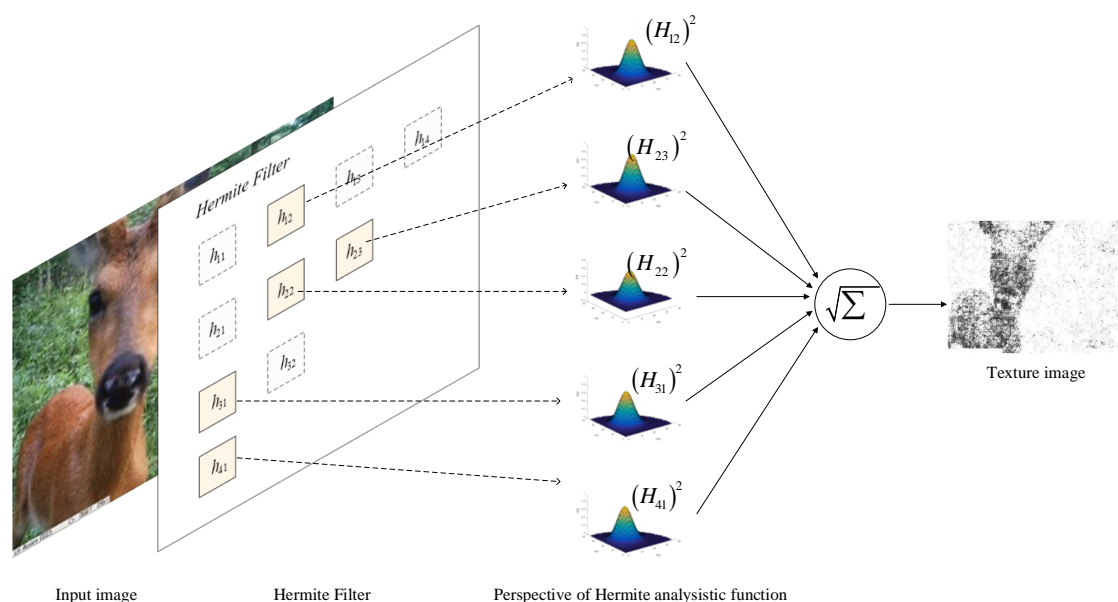 Hermite Filter
h11
h12
h13
h14
h21
h22
h23
h31
h32
h41
(H12)^2
(H23)^2
(H22)^2
(H31)^2
(H41)^2
√∑
Texture image
Input image
Hermite Filter
Perspective of Hermite analysistic function